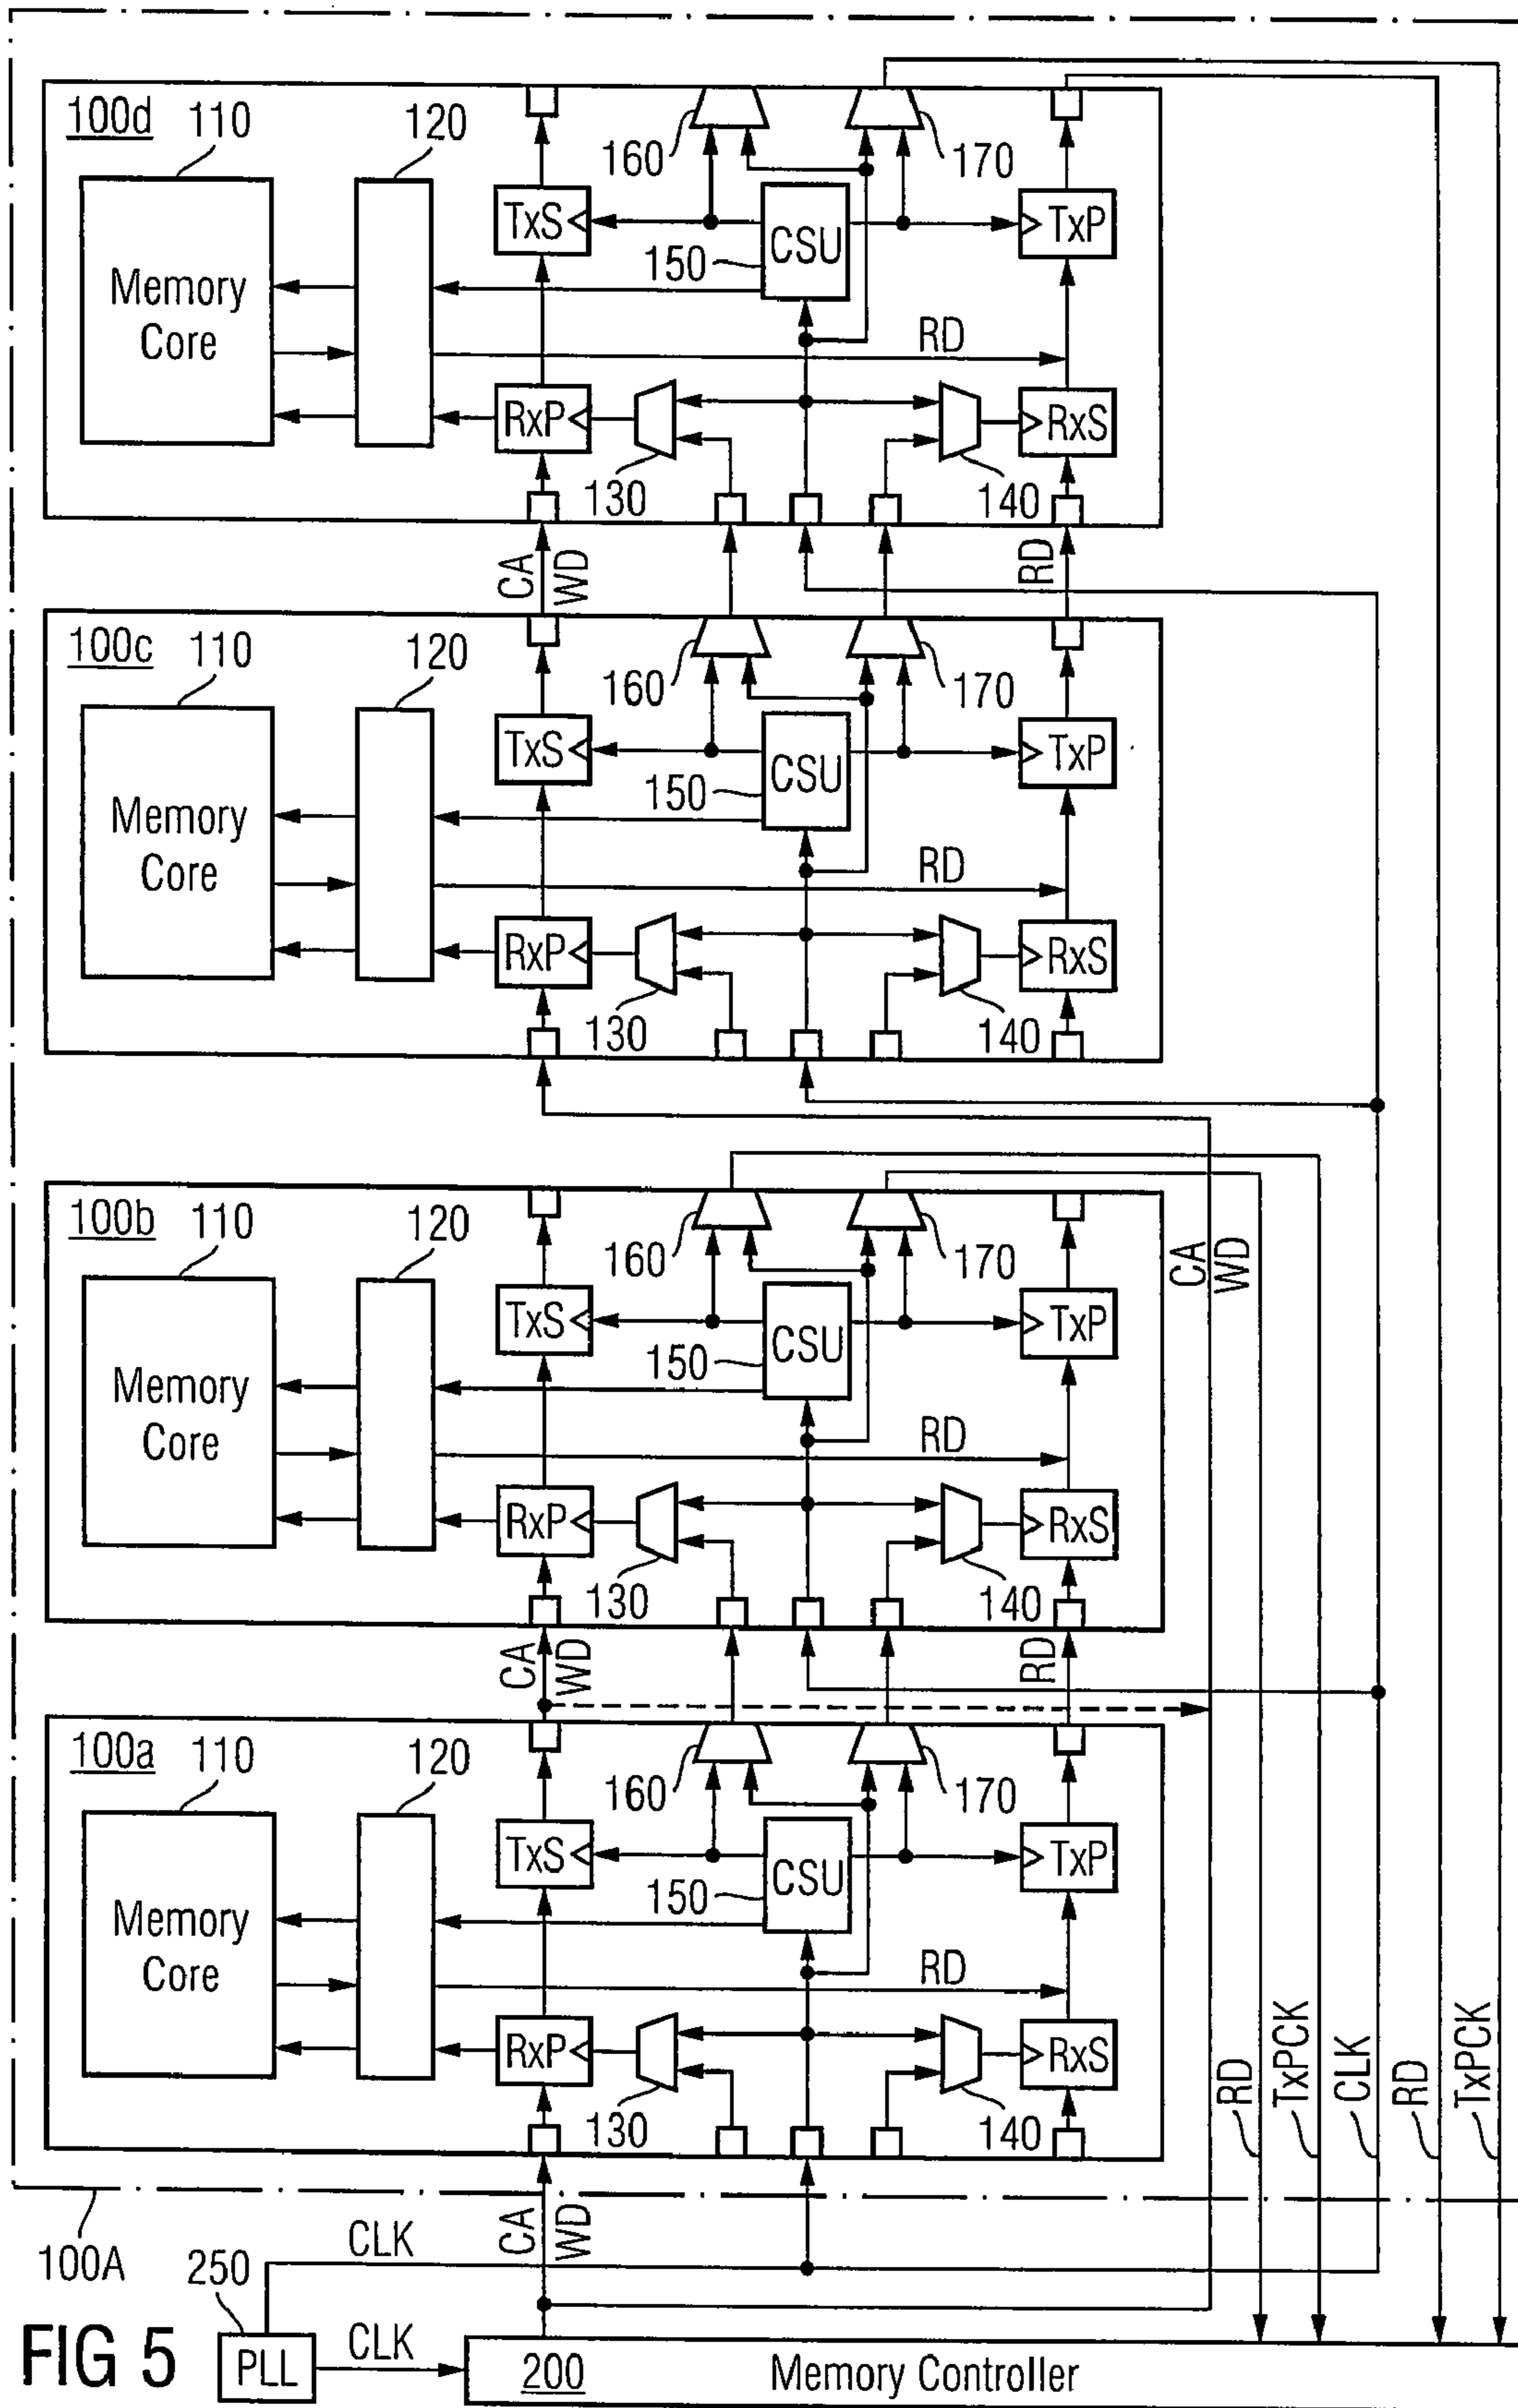 100d 110 120
160 170
TxS CSU TxP
150
Memory
Core
RD
RxP RxS
130 140
CA
WD
RD
100c 110 120
160 170
TxS CSU TxP
150
Memory
Core
RD
RxP RxS
130 140
100b 110 120
160 170
CA
WD
TxS CSU TxP
150
Memory
Core
RD
RxP RxS
130 140
CA
WD
RD
100a 110 120
160 170
TxS CSU TxP
150
Memory
Core
RD
RxP RxS
130 140
RD
TxPCK
CLK
RD
TxPCK
CA
WD
100A
CLK
250
FIG 5
PLL
CLK
200 Memory Controller